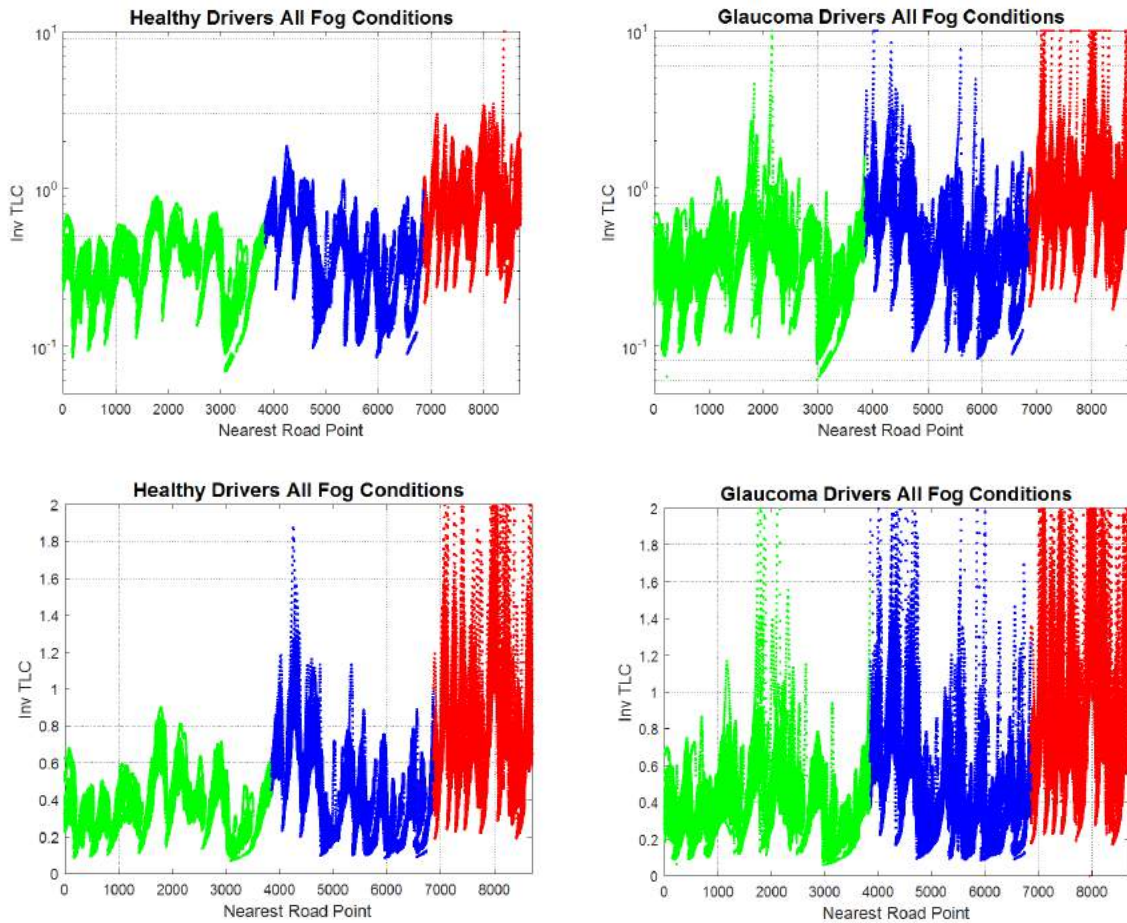 Healthy Drivers All Fog Conditions
10^1
10^0
10^-1
Inv TLC
0 1000 2000 3000 4000 5000 6000 7000 8000
Nearest Road Point
Glaucoma Drivers All Fog Conditions
10^1
10^0
10^-1
Inv TLC
0 1000 2000 3000 4000 5000 6000 7000 8000
Nearest Road Point
Healthy Drivers All Fog Conditions
2
1.8
1.6
1.4
1.2
1
0.8
0.6
0.4
0.2
0
Inv TLC
0 1000 2000 3000 4000 5000 6000 7000 8000
Nearest Road Point
Glaucoma Drivers All Fog Conditions
2
1.8
1.6
1.4
1.2
1
0.8
0.6
0.4
0.2
0
Inv TLC
0 1000 2000 3000 4000 5000 6000 7000 8000
Nearest Road Point